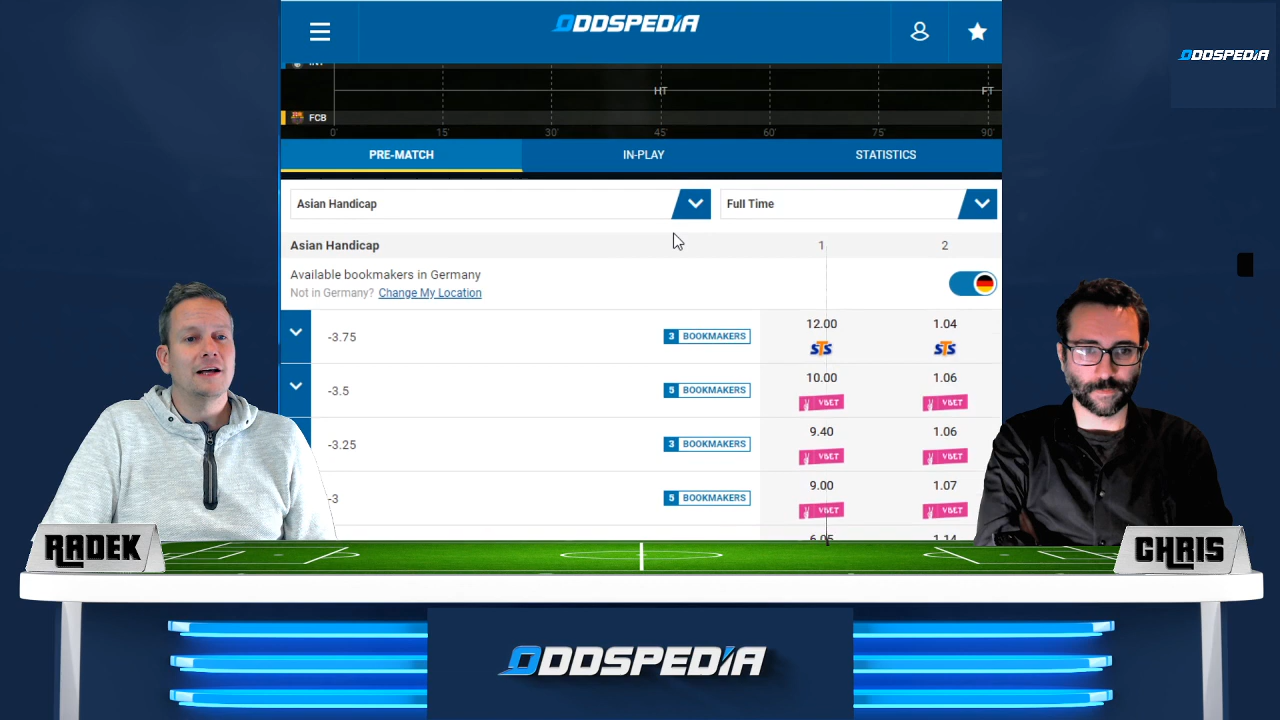 ODDSPEDIA
ODDSPEDIA
HT
FT
FCB
0' 15' 30' 45' 60' 75' 90'
PRE-MATCH IN-PLAY STATISTICS
Asian Handicap Full Time
Asian Handicap 1 2
Available bookmakers in Germany
Not in Germany? Change My Location
-3.75 3 BOOKMAKERS 12.00 1.04
STS STS
-3.5 5 BOOKMAKERS 10.00 1.06
VBET VBET
-3.25 3 BOOKMAKERS 9.40 1.06
VBET VBET
-3 5 BOOKMAKERS 9.00 1.07
VBET VBET
6.05 1.14
RADEK
CHRIS
ODDSPEDIA